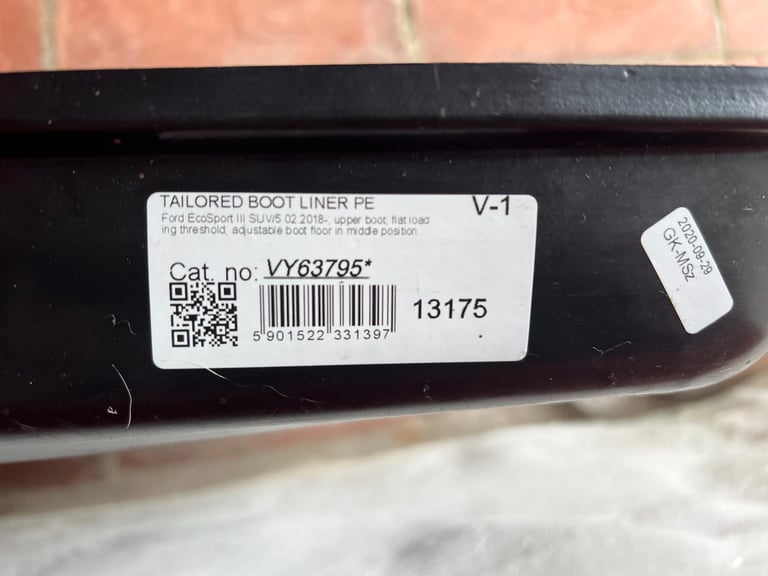 TAILORED BOOT LINER PE
V-1
Ford EcoSport III SUV/5 02.2018-, upper boot, flat load
ing threshold, adjustable boot floor in middle position
Cat. no: VY63795*
13175
5 901522 331397
2020-09-29
GK-MSz